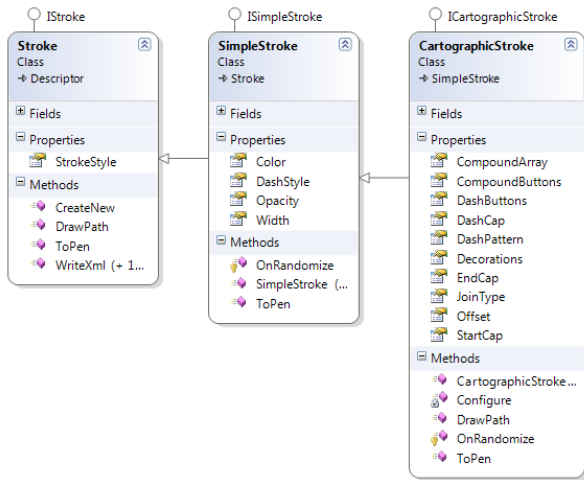 IStroke
Stroke
Class
Descriptor
Fields
Properties
StrokeStyle
Methods
CreateNew
DrawPath
ToPen
WriteXml (+ 1...
ISimpleStroke
SimpleStroke
Class
Stroke
Fields
Properties
Color
DashStyle
Opacity
Width
Methods
OnRandomize
SimpleStroke (...
ToPen
ICartographicStroke
CartographicStroke
Class
SimpleStroke
Fields
Properties
CompoundArray
CompoundButtons
DashButtons
DashCap
DashPattern
Decorations
EndCap
JoinType
Offset
StartCap
Methods
CartographicStroke...
Configure
DrawPath
OnRandomize
ToPen